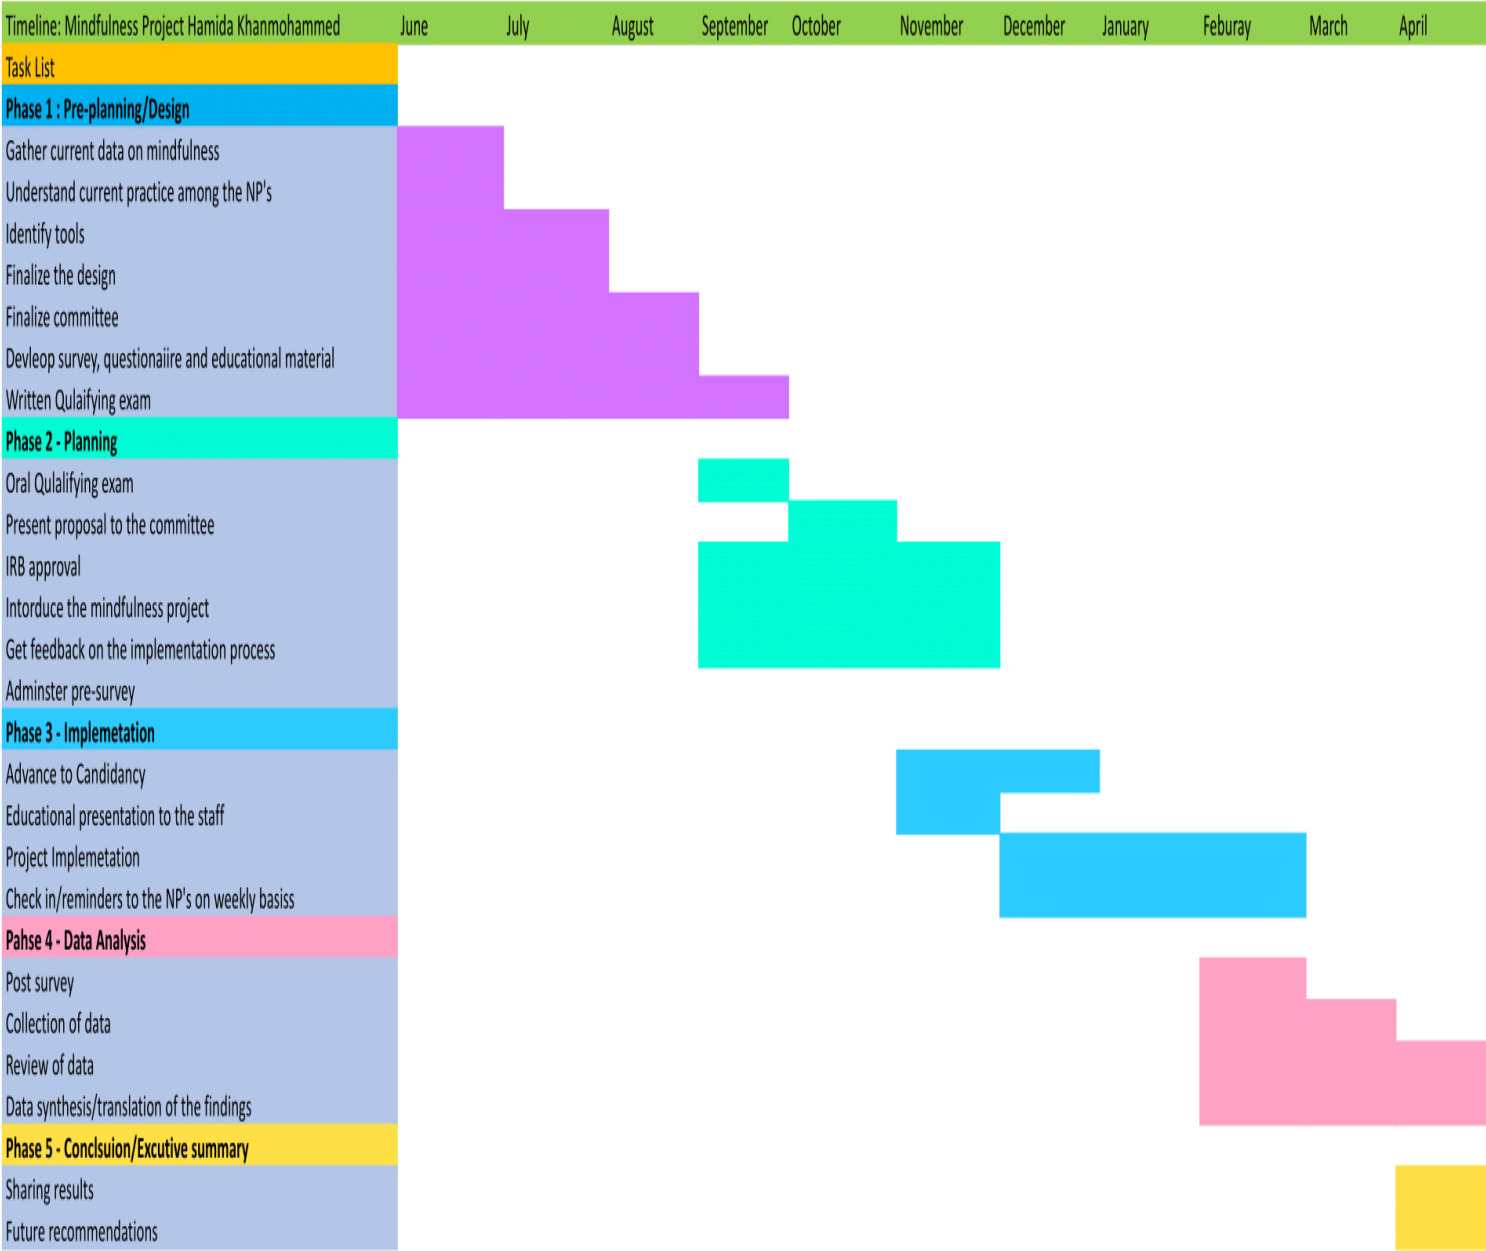 Timeline: Mindfulness Project Hamida Khanmohammed June July August September October November December January Feburay March April
Task List
Phase 1 : Pre-planning/Design
Gather current data on mindfulness
Understand current practice among the NP's
Identify tools
Finalize the design
Finalize committee
Devleop survey, questionaiire and educational material
Written Qulaifying exam
Phase 2 - Planning
Oral Qulalifying exam
Present proposal to the committee
IRB approval
Intorduce the mindfulness project
Get feedback on the implementation process
Adminster pre-survey
Phase 3 - Implemetation
Advance to Candidancy
Educational presentation to the staff
Project Implemetation
Check in/reminders to the NP's on weekly basiss
Pahse 4 - Data Analysis
Post survey
Collection of data
Review of data
Data synthesis/translation of the findings
Phase 5 - Conclsuion/Excutive summary
Sharing results
Future recommendations